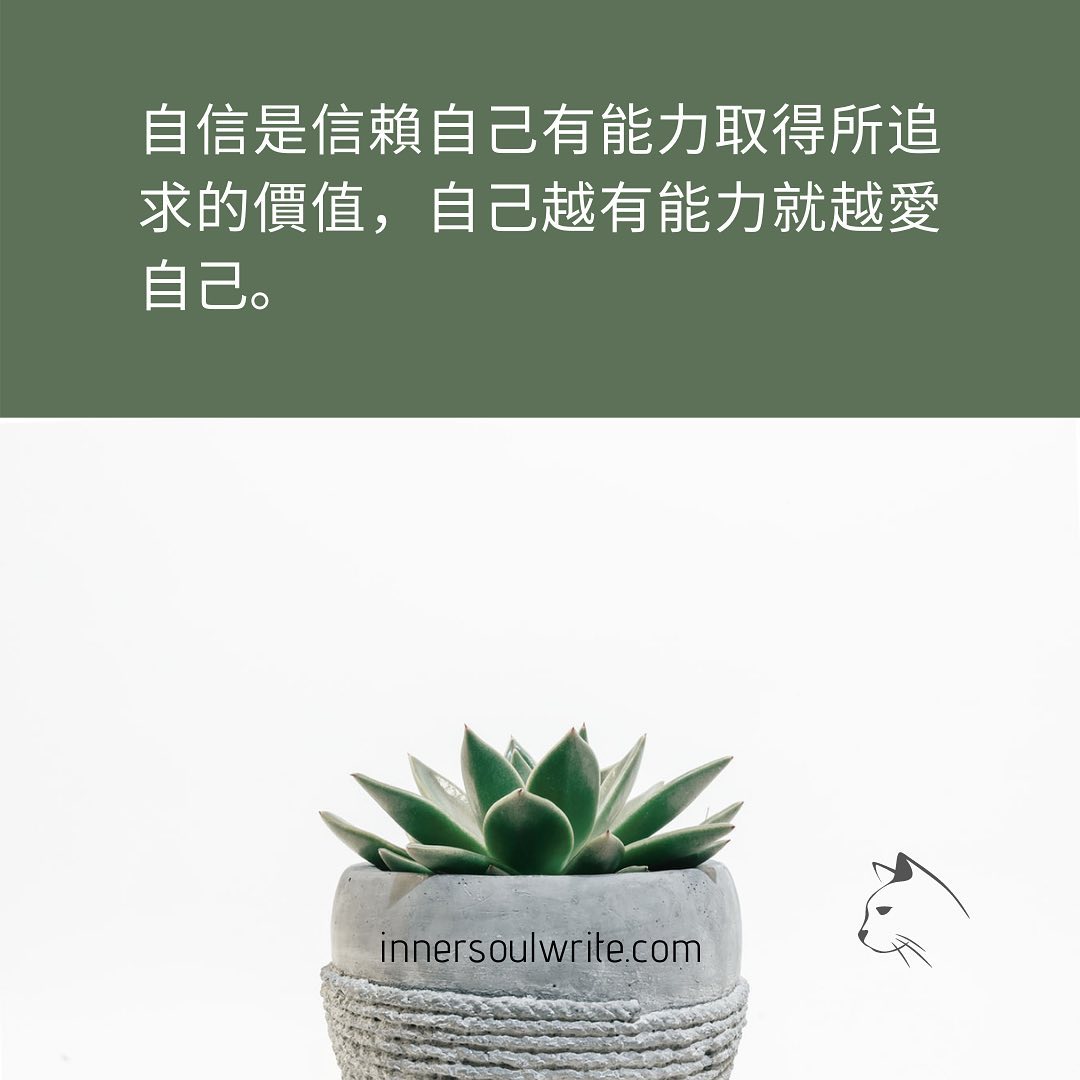 自信是信賴自己有能力取得所追
求的價值，自己越有能力就越愛
自己。
innersoulwrite.com